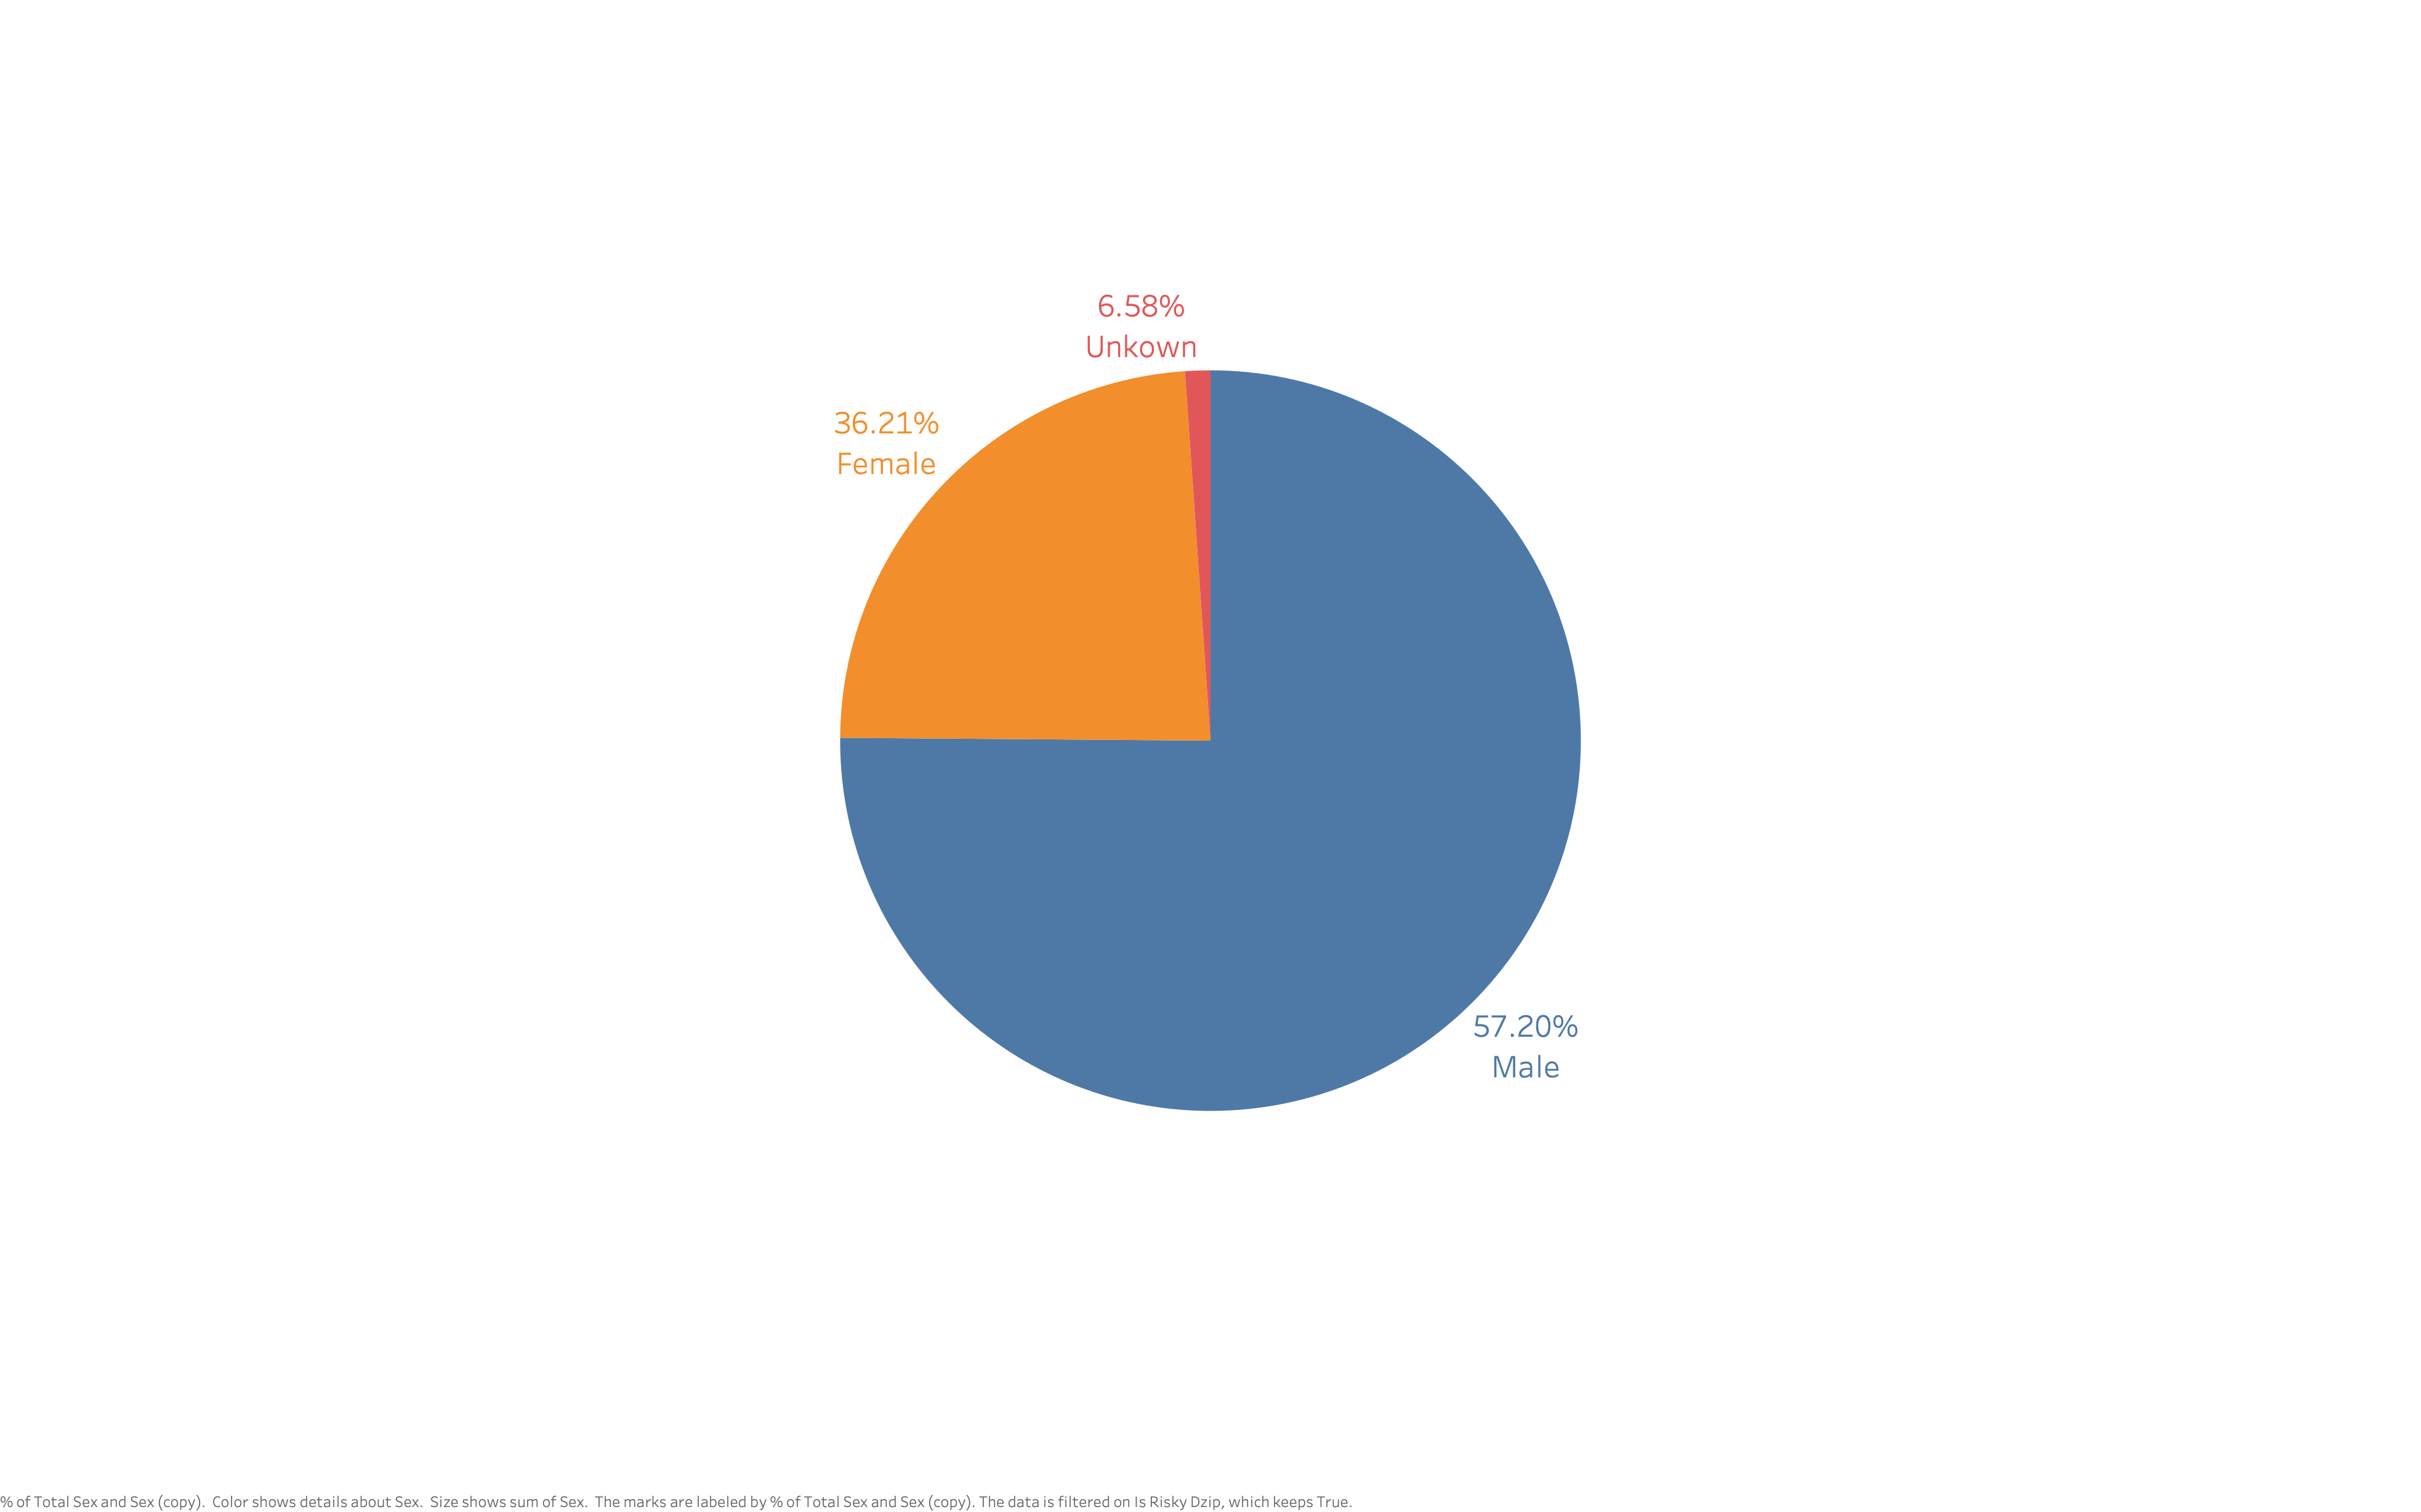 6.58%
Unkown
36.21%
Female
57.20%
Male
% of Total Sex and Sex (copy). Color shows details about Sex. Size shows sum of Sex. The marks are labeled by % of Total Sex and Sex (copy). The data is filtered on Is Risky Dzip, which keeps True.